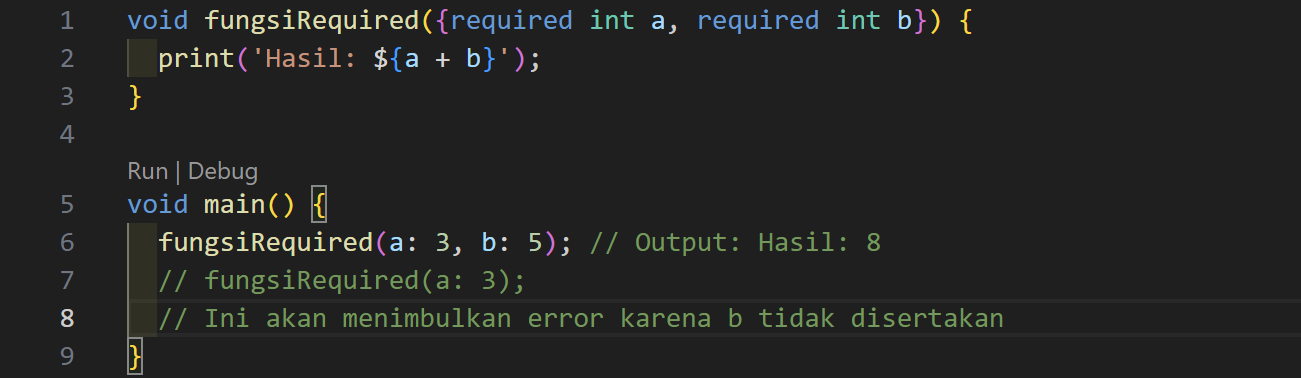 1 void fungsiRequired({required int a, required int b}) {
2   print('Hasil: ${a + b}');
3 }
4
Run | Debug
5 void main() {
6   fungsiRequired(a: 3, b: 5); // Output: Hasil: 8
7   // fungsiRequired(a: 3);
8   // Ini akan menimbulkan error karena b tidak disertakan
9 }